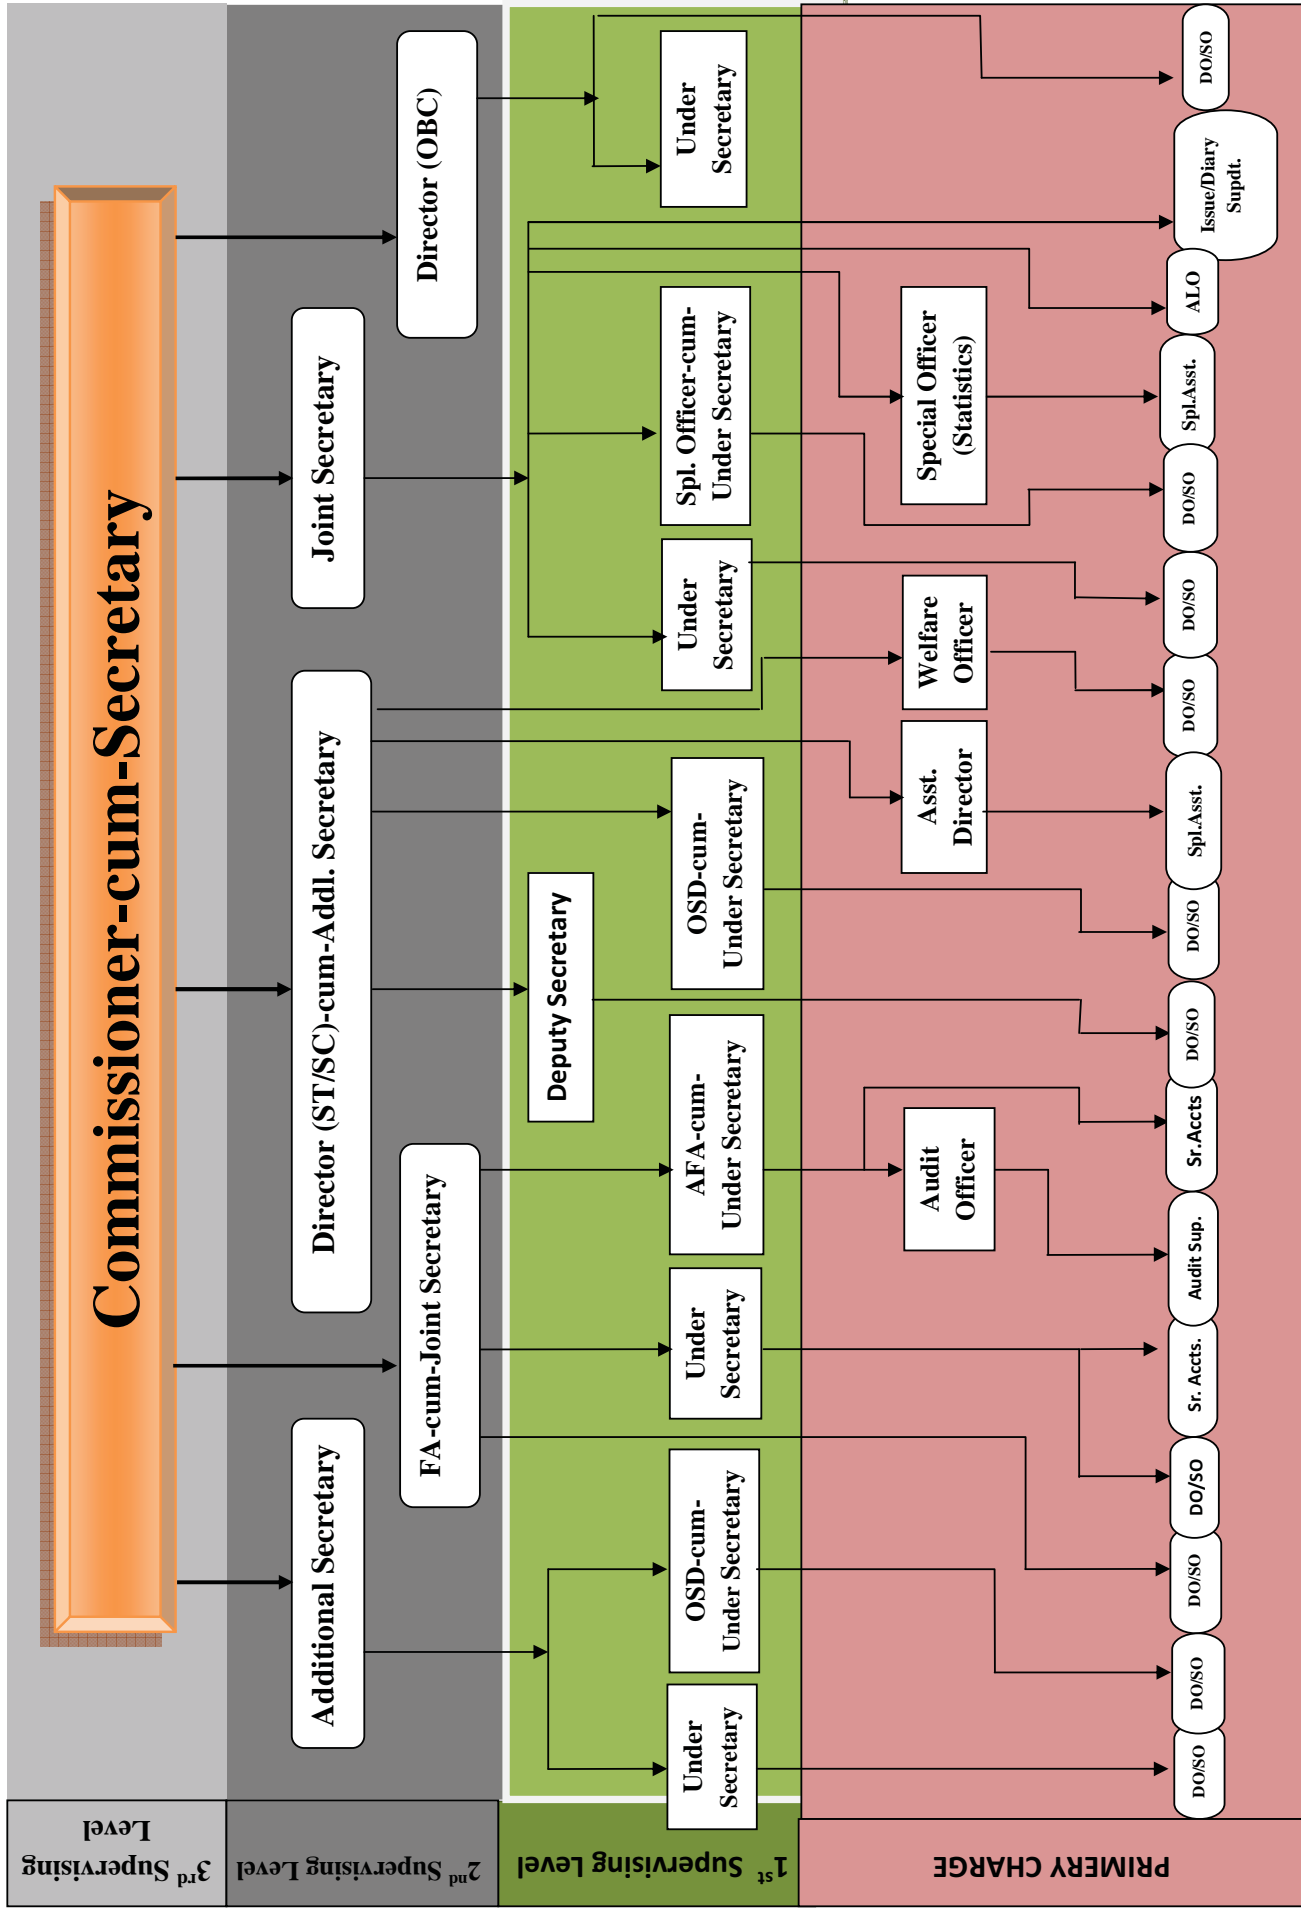 3rd Supervising
Level
Commissioner-cum-Secretary
2nd Supervising Level
Additional Secretary
FA-cum-Joint Secretary
Director (ST/SC)-cum-Addl. Secretary
Joint Secretary
Director (OBC)
1st Supervising Level
Under
Secretary
OSD-cum-
Under Secretary
Under
Secretary
AFA-cum-
Under Secretary
Deputy Secretary
OSD-cum-
Under Secretary
Under
Secretary
Spl. Officer-cum-
Under Secretary
Under
Secretary
PRIMERY CHARGE
Audit
Officer
Asst.
Director
Welfare
Officer
Special Officer
(Statistics)
DO/SO
DO/SO
DO/SO
DO/SO
Sr. Accts.
Audit Sup.
Sr.Accts
DO/SO
DO/SO
Spl.Asst.
DO/SO
DO/SO
DO/SO
Spl.Asst.
ALO
Issue/Diary
Supdt.
DO/SO